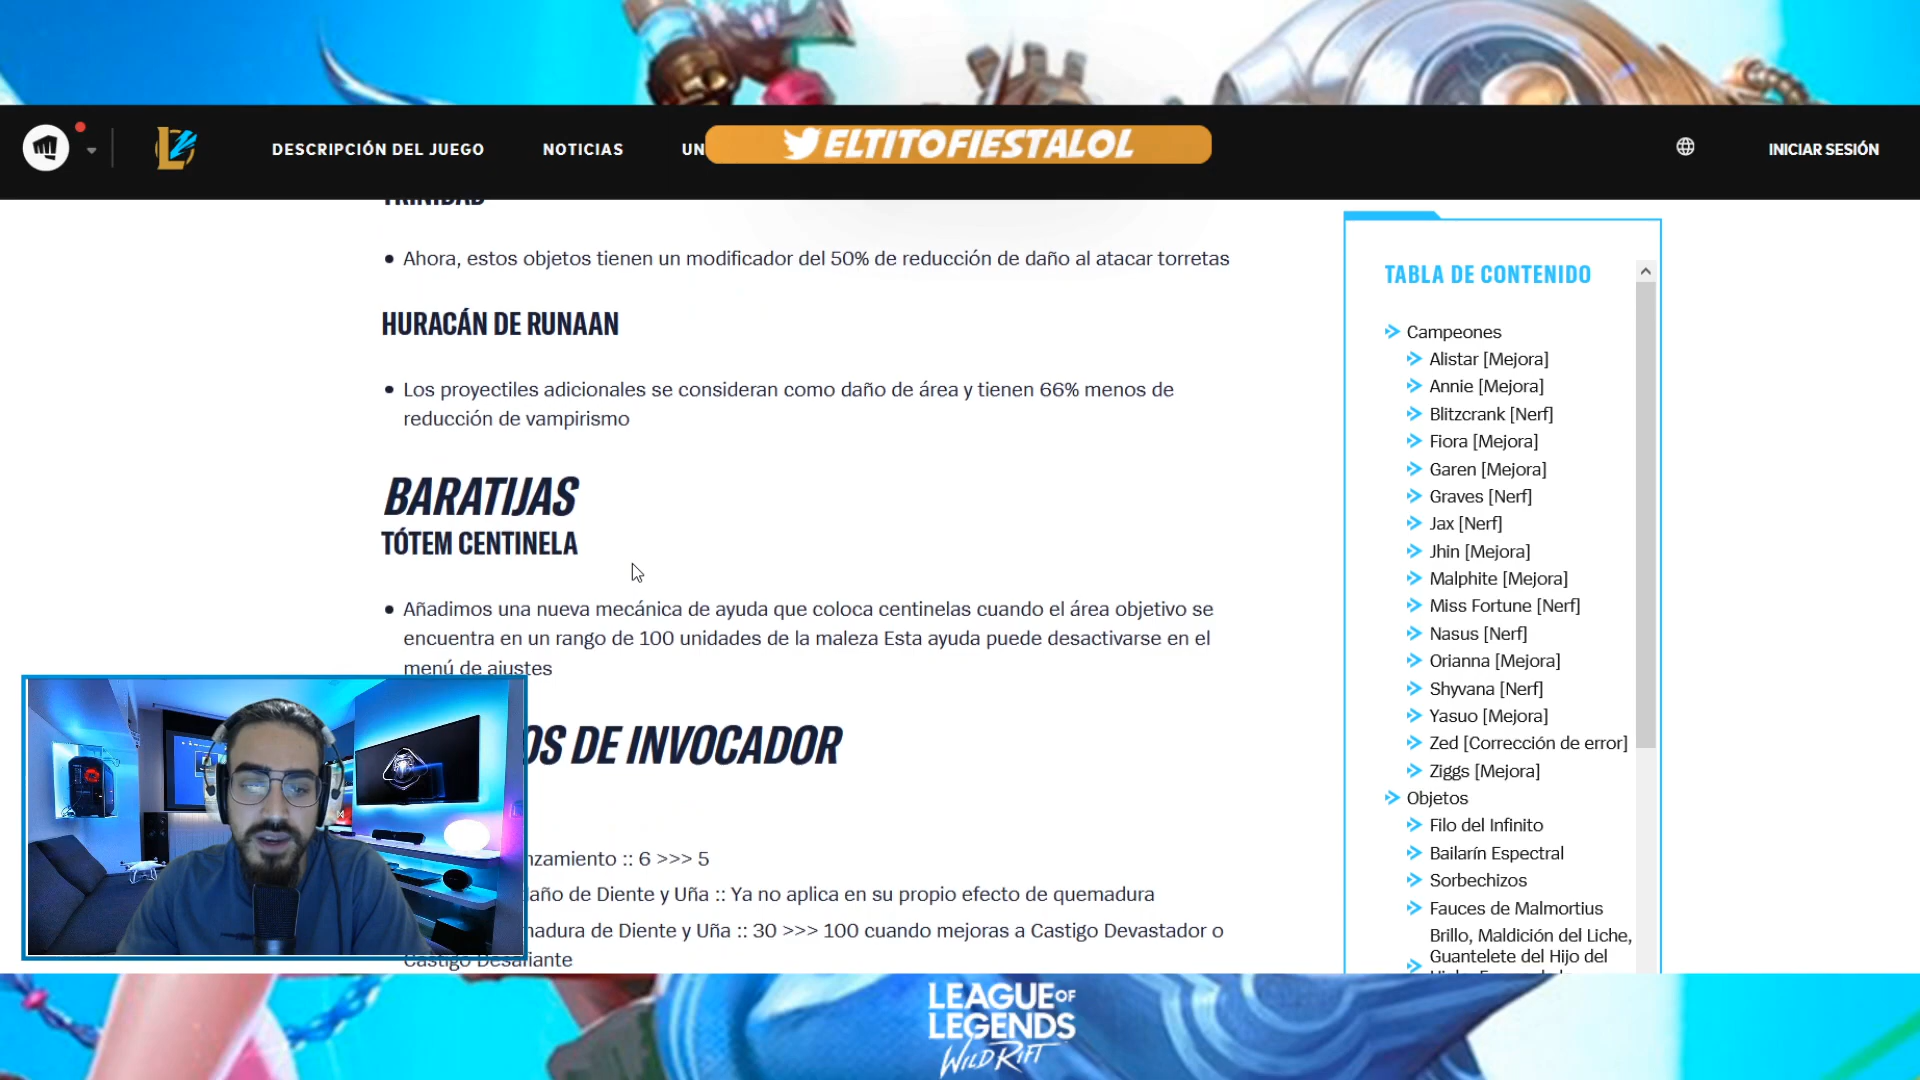 DESCRIPCIÓN DEL JUEGO
NOTICIAS
UN
ELTITOFIESTALOL
INICIAR SESIÓN
TRINIDAD
Ahora, estos objetos tienen un modificador del 50% de reducción de daño al atacar torretas
HURACÁN DE RUNAAN
Los proyectiles adicionales se consideran como daño de área y tienen 66% menos de
reducción de vampirismo
BARATIJAS
TÓTEM CENTINELA
Añadimos una nueva mecánica de ayuda que coloca centinelas cuando el área objetivo se
encuentra en un rango de 100 unidades de la maleza Esta ayuda puede desactivarse en el
menú de ajustes
OS DE INVOCADOR
nzamiento :: 6 >>> 5
daño de Diente y Uña :: Ya no aplica en su propio efecto de quemadura
madura de Diente y Uña :: 30 >>> 100 cuando mejoras a Castigo Devastador o
Castigo Desafiante
TABLA DE CONTENIDO
Campeones
Alistar [Mejora]
Annie [Mejora]
Blitzcrank [Nerf]
Fiora [Mejora]
Garen [Mejora]
Graves [Nerf]
Jax [Nerf]
Jhin [Mejora]
Malphite [Mejora]
Miss Fortune [Nerf]
Nasus [Nerf]
Orianna [Mejora]
Shyvana [Nerf]
Yasuo [Mejora]
Zed [Corrección de error]
Ziggs [Mejora]
Objetos
Filo del Infinito
Bailarín Espectral
Sorbechizos
Fauces de Malmortius
Brillo, Maldición del Liche,
Guantelete del Hijo del
LEAGUE OF
LEGENDS
WILD RIFT